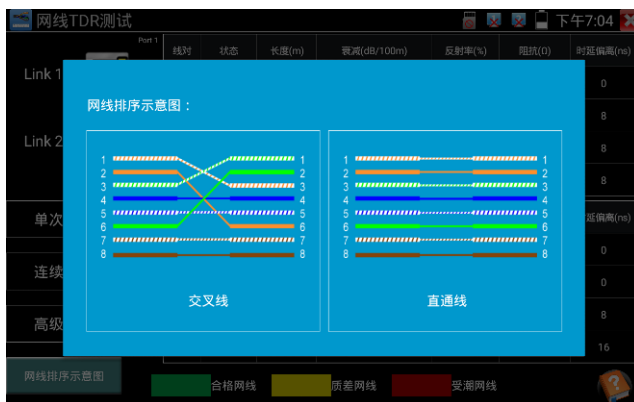 网线TDR测试
下午7:04
Port 1
线对 状态 长度(m) 衰减(dB/100m) 反射率(%) 阻抗(Ω) 时延偏离(ns)
Link 1
0
8
Link 2
8
8
单次
延偏离(ns)
0
连续
0
高级
8
16
网线排序示意图：
1 1
2 2
3 3
4 4
5 5
6 6
7 7
8 8
交叉线
1 1
2 2
3 3
4 4
5 5
6 6
7 7
8 8
直通线
网线排序示意图
合格网线
质差网线
受潮网线